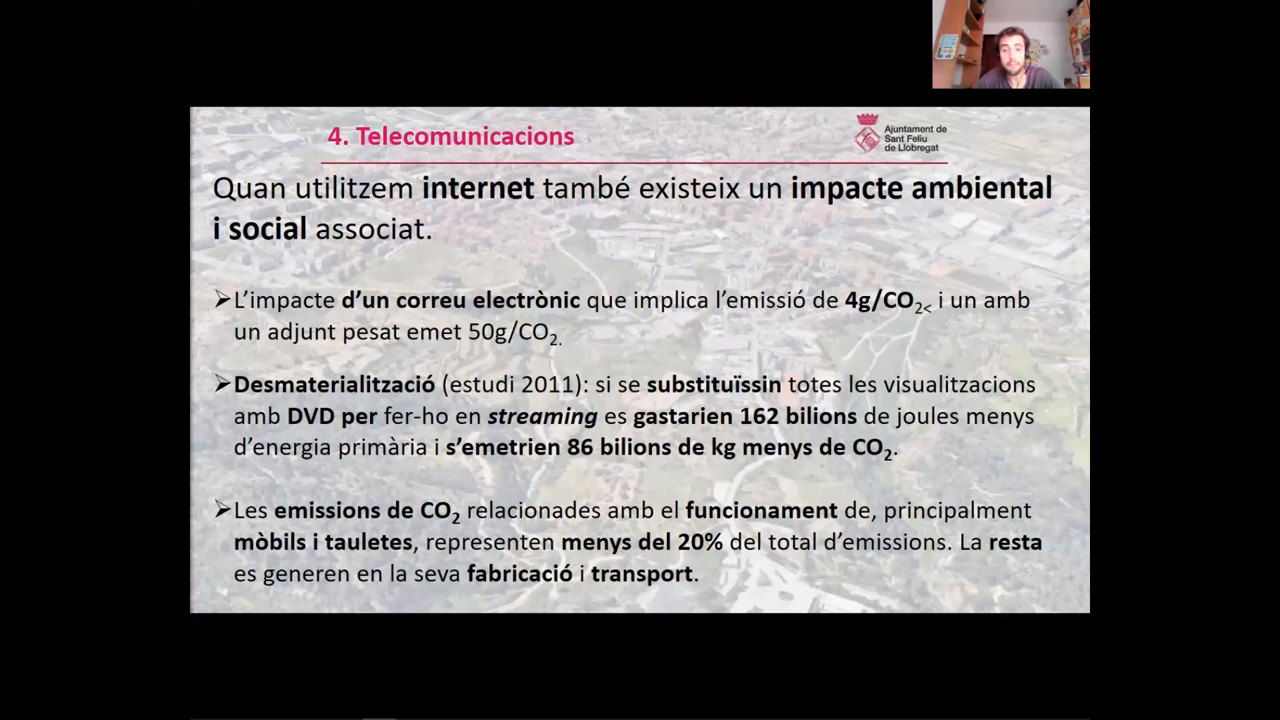 4. Telecomunicacions
Ajuntament de
Sant Feliu
de Llobregat
Quan utilitzem internet també existeix un impacte ambiental
i social associat.
➢L’impacte d’un correu electrònic que implica l’emissió de 4g/CO₂< i un amb
un adjunt pesat emet 50g/CO₂.
➢Desmaterialització (estudi 2011): si se substituïssin totes les visualitzacions
amb DVD per fer-ho en streaming es gastarien 162 bilions de joules menys
d’energia primària i s’emetrien 86 bilions de kg menys de CO₂.
➢Les emissions de CO₂ relacionades amb el funcionament de, principalment
mòbils i tauletes, representen menys del 20% del total d’emissions. La resta
es generen en la seva fabricació i transport.